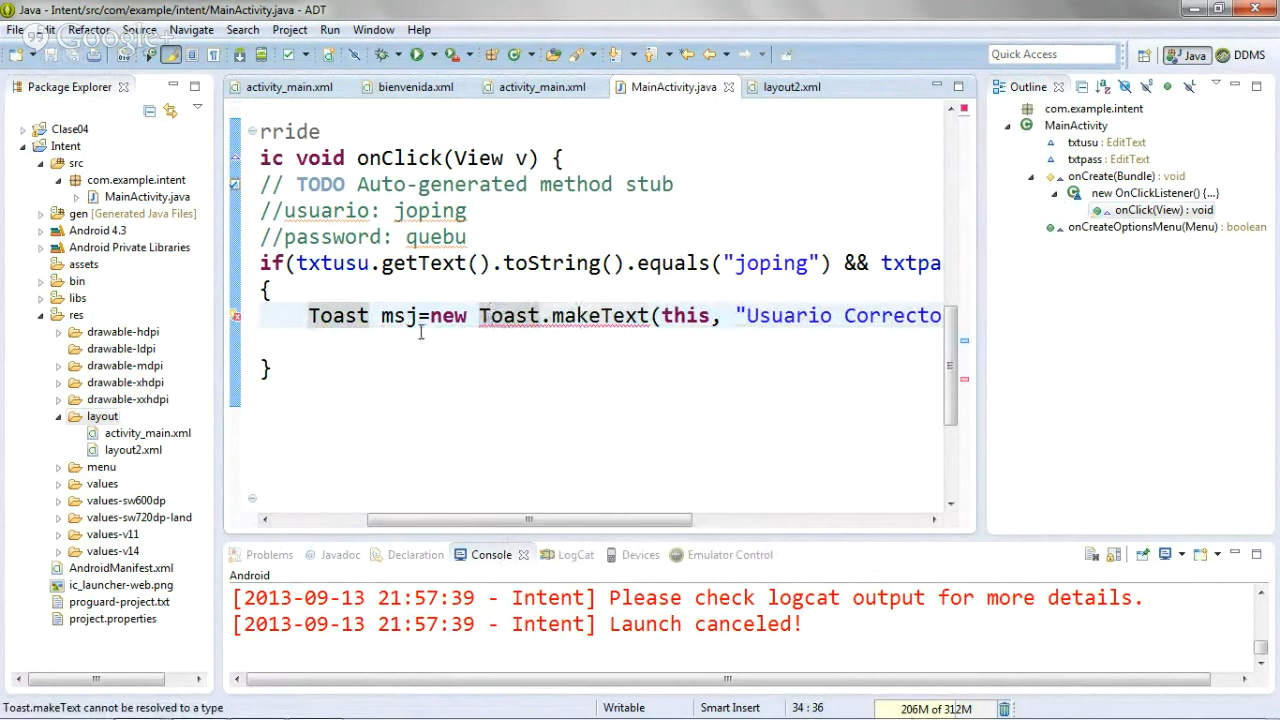 Java - Intent/src/com/example/intent/MainActivity.java - ADT
File Edit Refactor Source Navigate Search Project Run Window Help
Google+
Quick Access
Java
DDMS
Package Explorer
activity_main.xml
bienvenida.xml
activity_main.xml
MainActivity.java
layout2.xml
Outline
Clase04
Intent
src
com.example.intent
MainActivity.java
gen [Generated Java Files]
Android 4.3
Android Private Libraries
assets
bin
libs
res
drawable-hdpi
drawable-ldpi
drawable-mdpi
drawable-xhdpi
drawable-xxhdpi
layout
activity_main.xml
layout2.xml
menu
values
values-sw600dp
values-sw720dp-land
values-v11
values-v14
AndroidManifest.xml
ic_launcher-web.png
proguard-project.txt
project.properties
rride
ic void onClick(View v) {
// TODO Auto-generated method stub
//usuario: joping
//password: quebu
if(txtusu.getText().toString().equals("joping") && txtpa
{
Toast msj=new Toast.makeText(this, "Usuario Correcto
}
com.example.intent
MainActivity
txtusu : EditText
txtpass : EditText
onCreate(Bundle) : void
new OnClickListener() {...}
onClick(View) : void
onCreateOptionsMenu(Menu) : boolean
Problems
Javadoc
Declaration
Console
LogCat
Devices
Emulator Control
Android
[2013-09-13 21:57:39 - Intent] Please check logcat output for more details.
[2013-09-13 21:57:39 - Intent] Launch canceled!
Toast.makeText cannot be resolved to a type
Writable
Smart Insert
34 : 36
206M of 312M